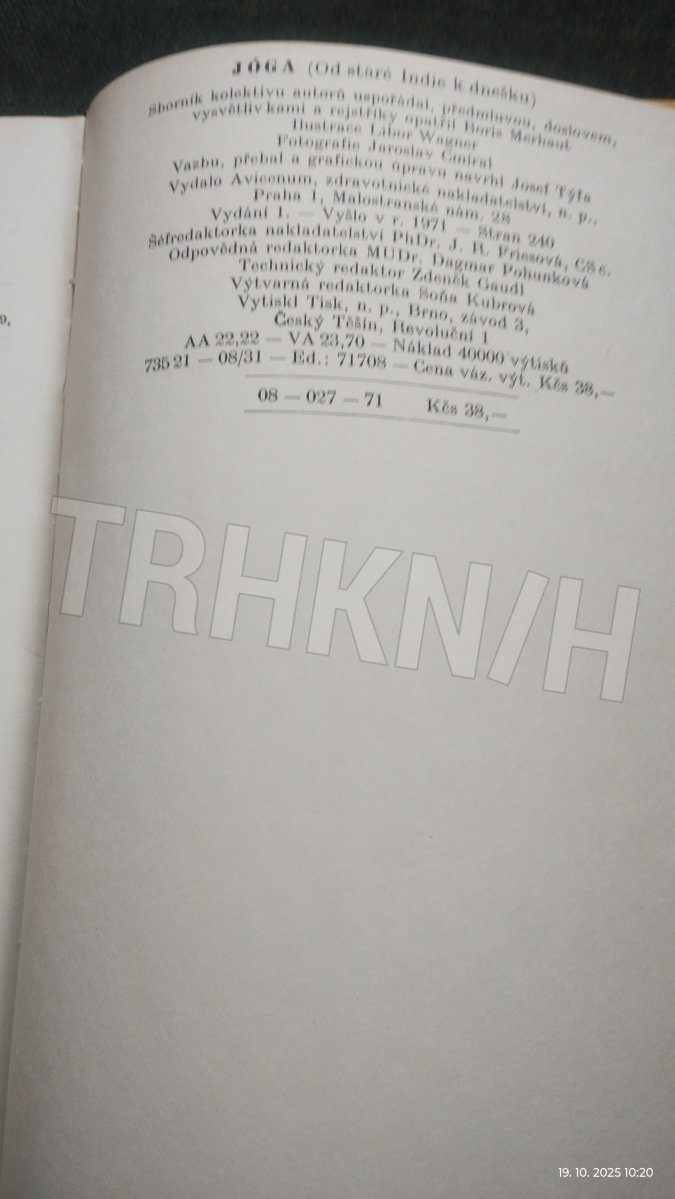 JÓGA (Od staré Indie k dnešku)
Sborník kolektivu autorů uspořádal, předmluvou, doslovem,
vysvětlivkami a rejstříky opatřil Boris Merhaut
Ilustrace Libor Wagner
Fotografie Jaroslav
Vazbu, přebal a grafickou úpravu navrhl Josef Týfa
Vydalo Avicenum, zdravotnické nakladatelství, n. p.,
Praha 1, Malostranské nám. 28
Vydání 1. — Vyšlo v r. 1971 — Stran 240
Šéfredaktorka nakladatelství PhDr. J. R. Friesová, CSc.
Odpovědná redaktorka MUDr. Dagmar Pohunková
Technický redaktor Zdeněk Gaudl
Výtvarná redaktorka Soňa Kubrová
Vytiskl Tisk, n. p., Brno, závod 3,
Český Těšín, Revoluční 1
AA 22,22 — VA 23,70 — Náklad 40000 výtisků
735 21 — 08/31 — Ed.: 71708 — Cena váz. výt. Kčs 38,—
08 — 027 — 71 Kčs 38,—
9,
TRHKN/H
19. 10. 2025 10:20